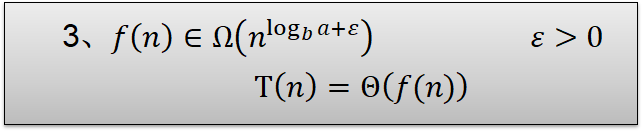 3、f(n) ∈ Ω(n^{log_b a+ε})    ε > 0
T(n) = Θ(f(n))